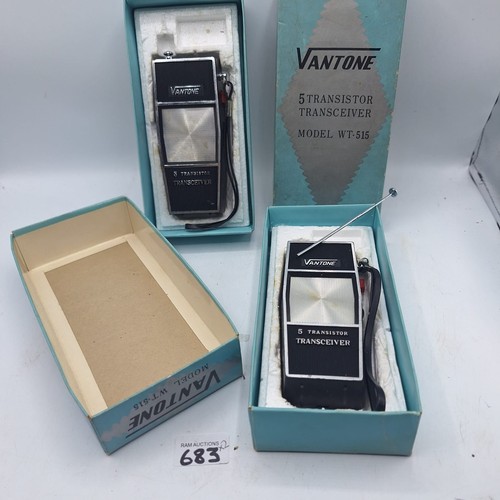 VANTONE
5 TRANSISTOR
TRANSCEIVER
MODEL WT-515
VANTONE
5 TRANSISTOR
TRANSCEIVER
VANTONE
5 TRANSISTOR
TRANSCEIVER
VANTONE
MODEL WT-515
RAM AUCTIONS
683